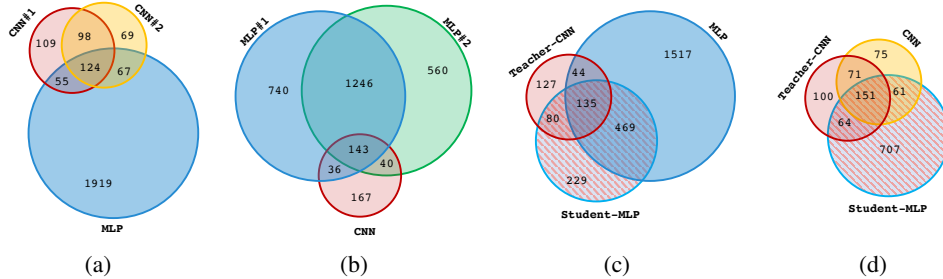 CNN#1
CNN#2
109
98
69
124
55
67
1919
MLP
(a)
MLP#1
MLP#2
740
1246
560
143
36
40
167
CNN
(b)
Teacher-CNN
MLP
1517
127
44
135
80
469
229
Student-MLP
(c)
Teacher-CNN
CNN
75
71
100
151
61
64
707
Student-MLP
(d)